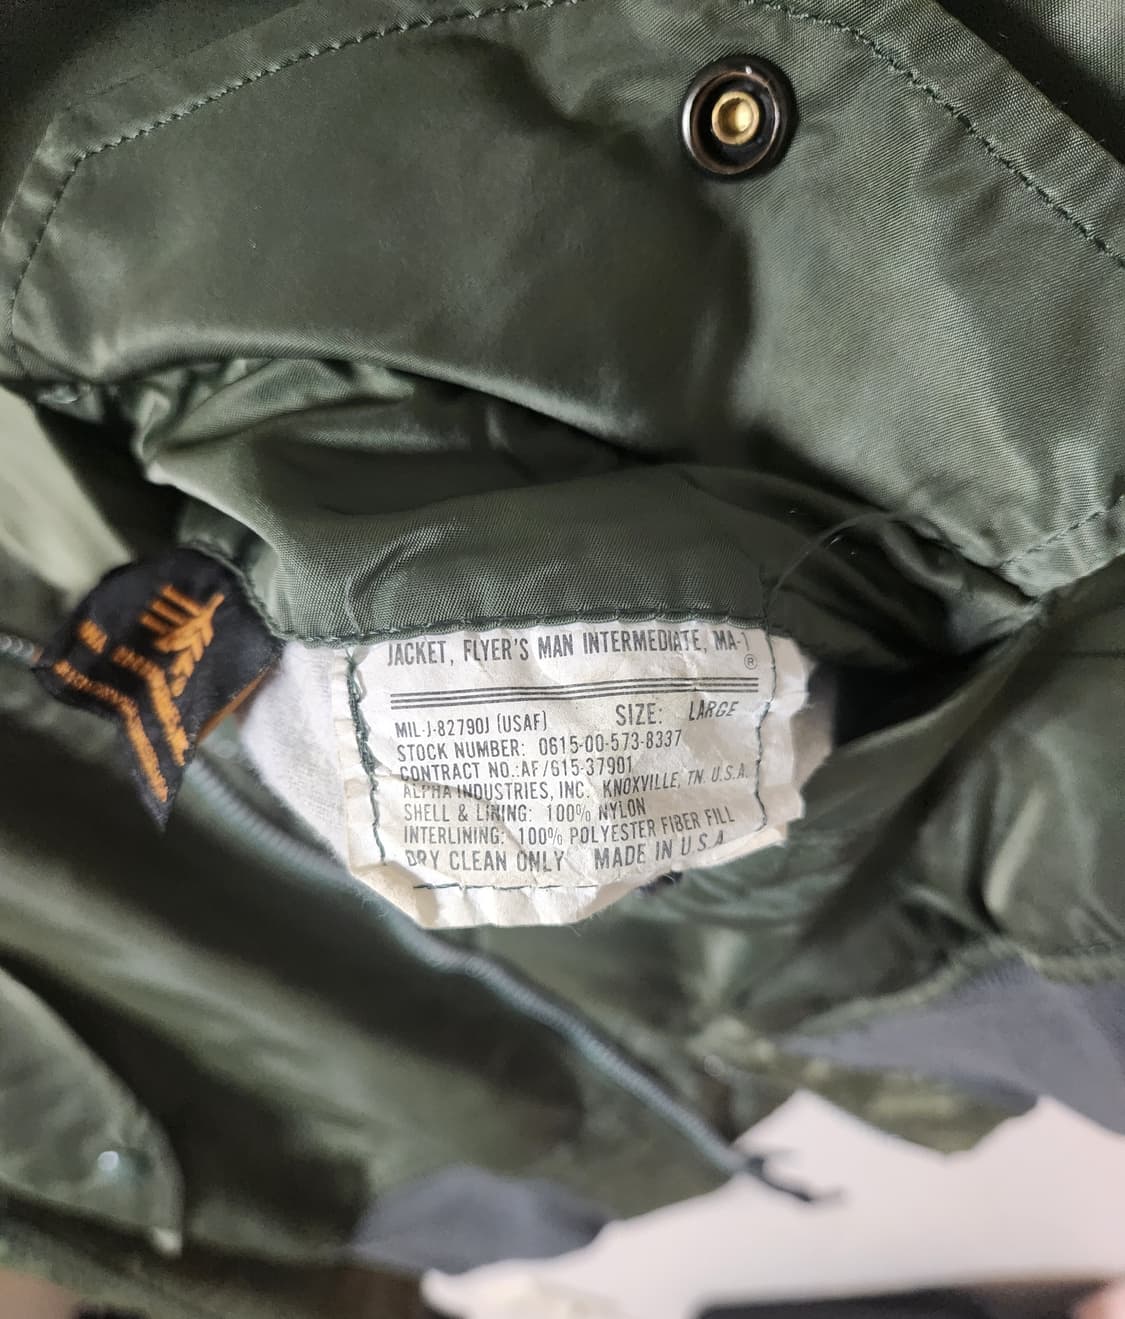 JACKET, FLYER'S MAN INTERMEDIATE, MA-1
®
MIL-J-82790J (USAF) SIZE: LARGE
STOCK NUMBER: 0615-00-573-8337
CONTRACT NO.:AF/615-37901
ALPHA INDUSTRIES, INC. KNOXVILLE, TN. U.S.A.
SHELL & LINING: 100% NYLON
INTERLINING: 100% POLYESTER FIBER FILL
DRY CLEAN ONLY MADE IN U S A